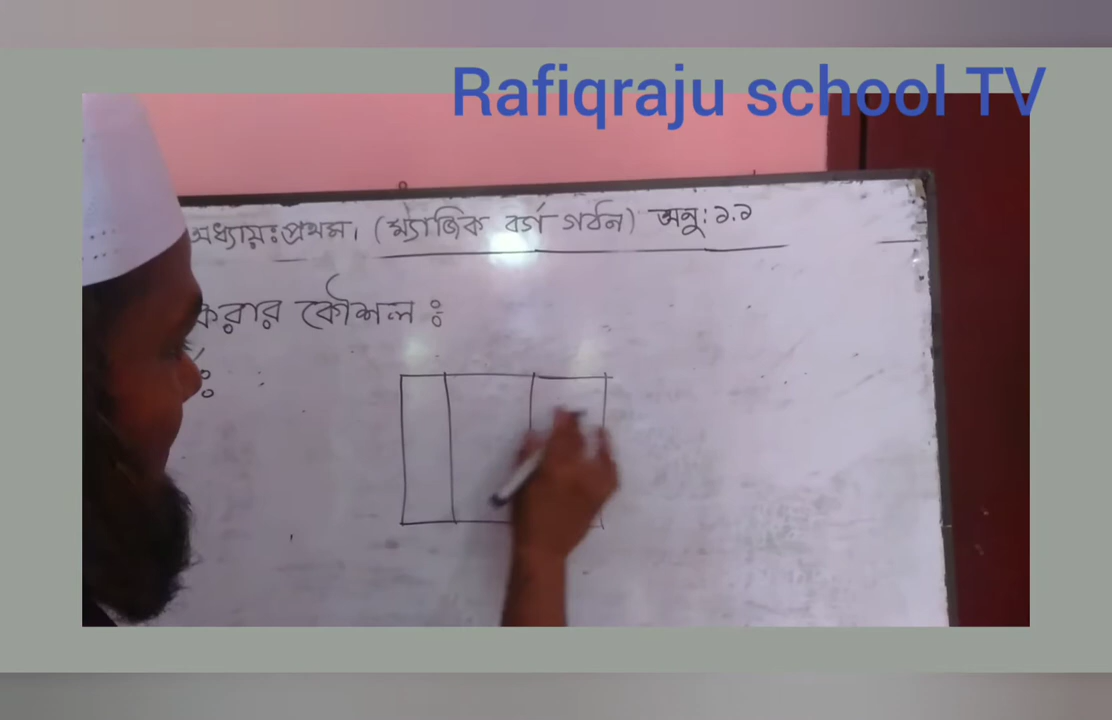 Rafiqraju school TV
অধ্যায়ঃপ্রথম। (ম্যাজিক বর্গ গঠন) অনু:১.১
করার কৌশল ঃ